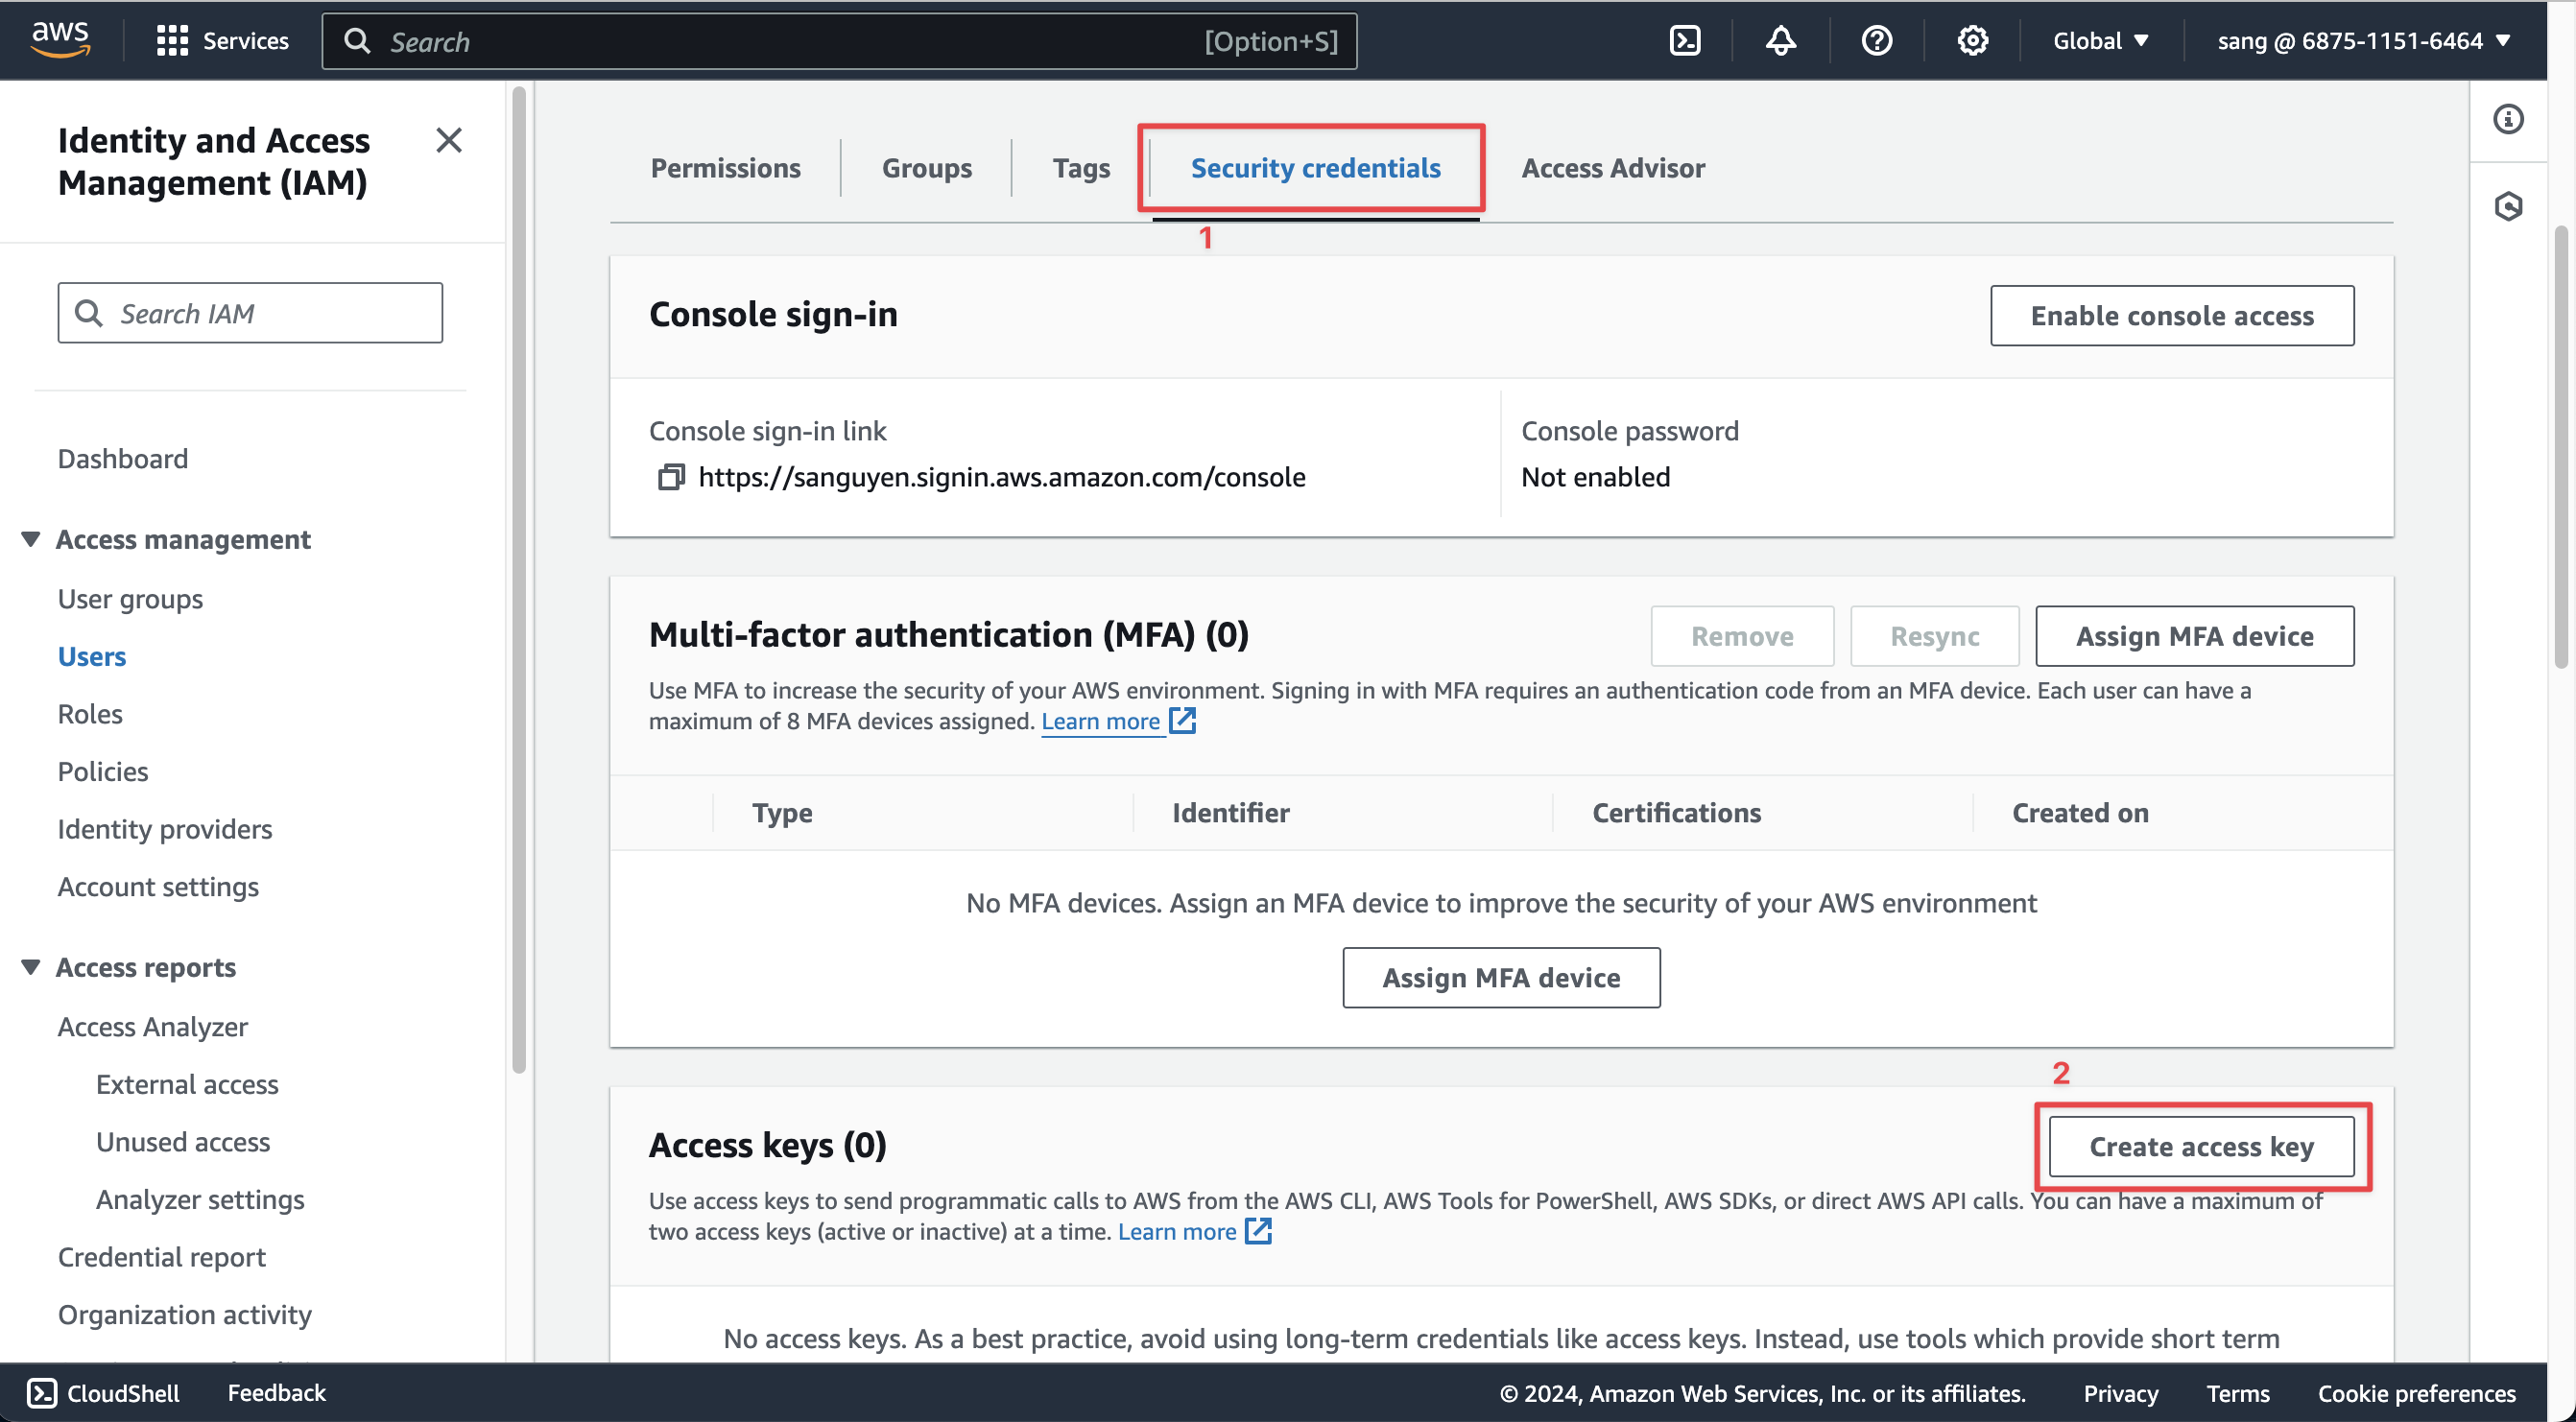 aws
Services
Search
[Option+S]
Global
sang @ 6875-1151-6464
Identity and Access
Management (IAM)
Search IAM
Dashboard
Access management
User groups
Users
Roles
Policies
Identity providers
Account settings
Access reports
Access Analyzer
External access
Unused access
Analyzer settings
Credential report
Organization activity
Permissions
Groups
Tags
Security credentials
Access Advisor
1
Console sign-in
Enable console access
Console sign-in link
https://sanguyen.signin.aws.amazon.com/console
Console password
Not enabled
Multi-factor authentication (MFA) (0)
Remove
Resync
Assign MFA device
Use MFA to increase the security of your AWS environment. Signing in with MFA requires an authentication code from an MFA device. Each user can have a
maximum of 8 MFA devices assigned. Learn more
Type
Identifier
Certifications
Created on
No MFA devices. Assign an MFA device to improve the security of your AWS environment
Assign MFA device
2
Access keys (0)
Create access key
Use access keys to send programmatic calls to AWS from the AWS CLI, AWS Tools for PowerShell, AWS SDKs, or direct AWS API calls. You can have a maximum of
two access keys (active or inactive) at a time. Learn more
No access keys. As a best practice, avoid using long-term credentials like access keys. Instead, use tools which provide short term
CloudShell
Feedback
© 2024, Amazon Web Services, Inc. or its affiliates.
Privacy
Terms
Cookie preferences